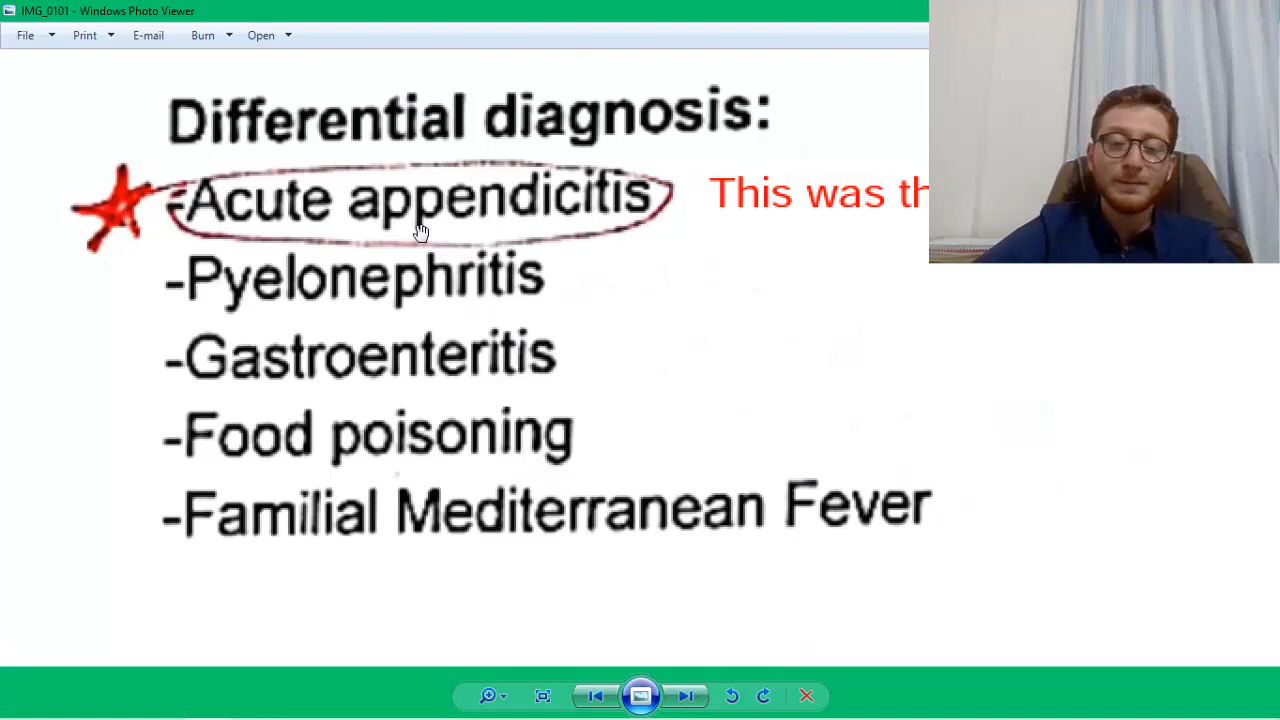 IMG_0101 - Windows Photo Viewer
File Print E-mail Burn Open
Differential diagnosis:
-Acute appendicitis
This was th
-Pyelonephritis
-Gastroenteritis
-Food poisoning
-Familial Mediterranean Fever